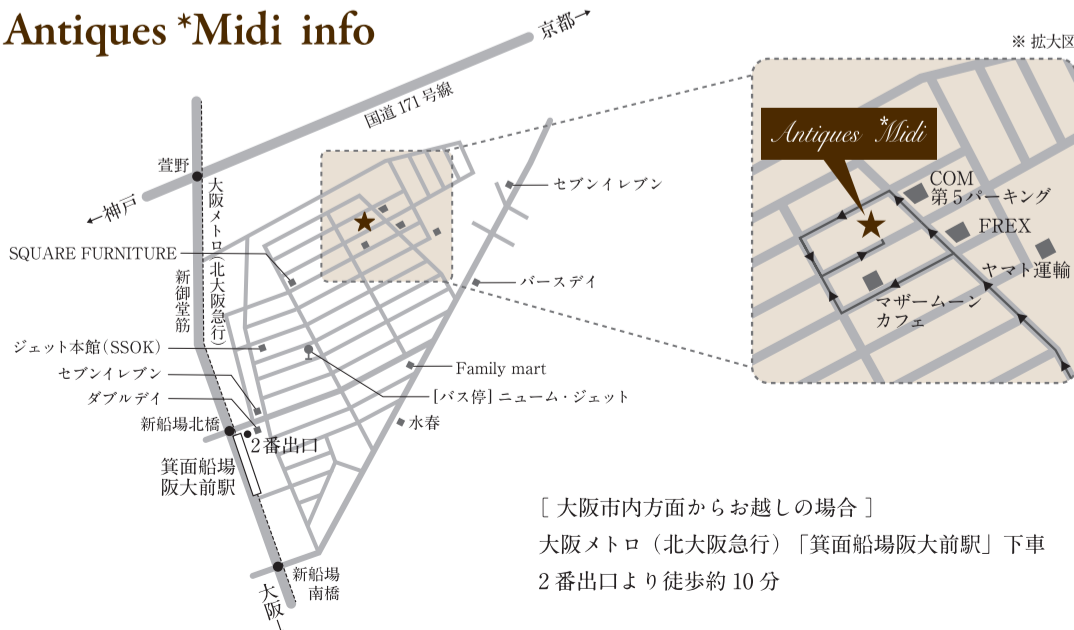 Antiques *Midi info
京都→
※ 拡大図
国道 171 号線
萱野
←神戸
大阪メトロ(北大阪急行)
新御堂筋
SQUARE FURNITURE
ジェット本館(SSOK)
セブンイレブン
ダブルデイ
新船場北橋
2番出口
箕面船場
阪大前駅
新船場
南橋
大阪→
セブンイレブン
バースデイ
Family mart
[バス停] ニューム・ジェット
水春
Antiques *Midi
COM
第5パーキング
FREX
ヤマト運輸
マザームーン
カフェ
[ 大阪市内方面からお越しの場合 ]
大阪メトロ(北大阪急行)「箕面船場阪大前駅」下車
2 番出口より徒歩約 10 分